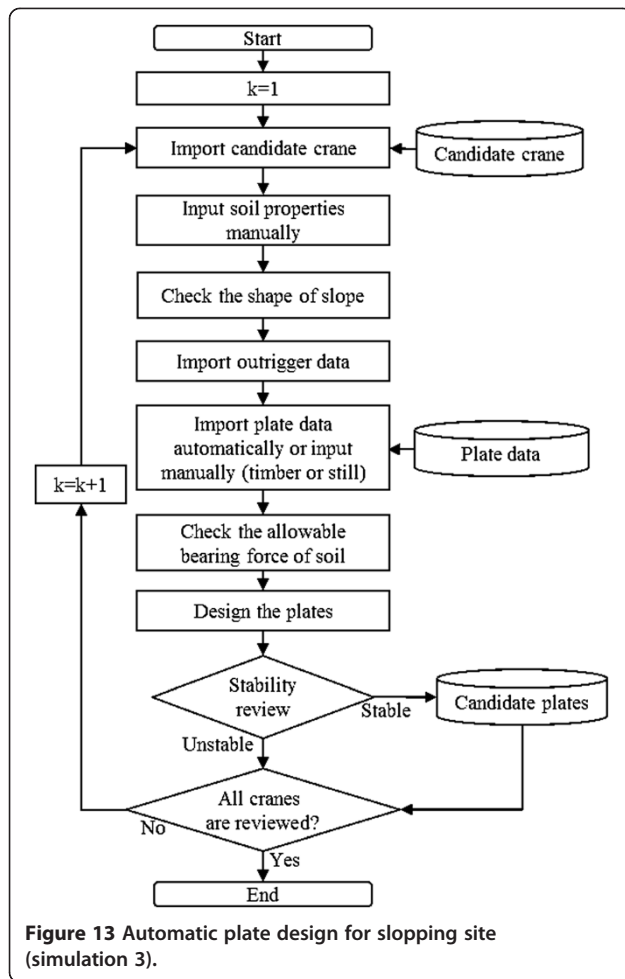 Start
k=1
Import candidate crane
Candidate crane
Input soil properties
manually
Check the shape of slope
Import outrigger data
Import plate data
automatically or input
manually (timber or still)
Plate data
k=k+1
Check the allowable
bearing force of soil
Design the plates
Stability
review
Stable
Candidate plates
Unstable
All cranes
are reviewed?
No
Yes
End
Figure 13 Automatic plate design for slopping site
(simulation 3).